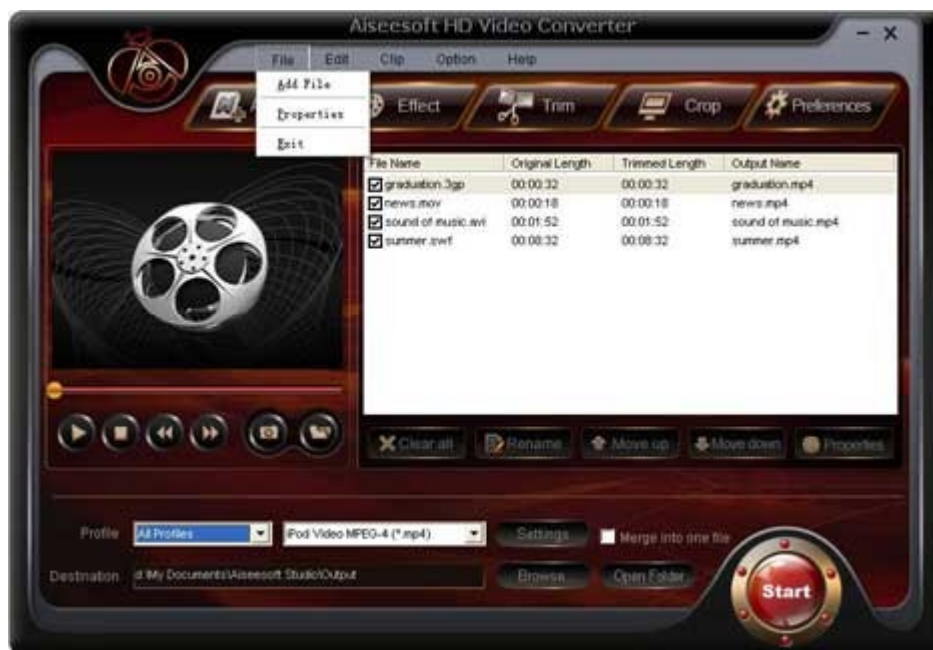 Aiseesoft HD Video Converter
File Edit Clip Option Help
Add File
Properties
Exit
Effect Trim Crop Preferences
File Name Original Length Trimmed Length Output Name
graduation.3gp 00:00:32 00:00:32 graduation.mp4
news.mov 00:00:18 00:00:18 news.mp4
sound of music.avi 00:01:52 00:01:52 sound of music.mp4
summer.swf 00:08:32 00:08:32 summer.mp4
Clear all Rename Move up Move down Properties
Profile All Profiles iPod Video MPEG-4 (*.mp4) Settings Merge into one file
Destination d:\My Documents\Aiseesoft Studio\Output Browse Open Folder
Start